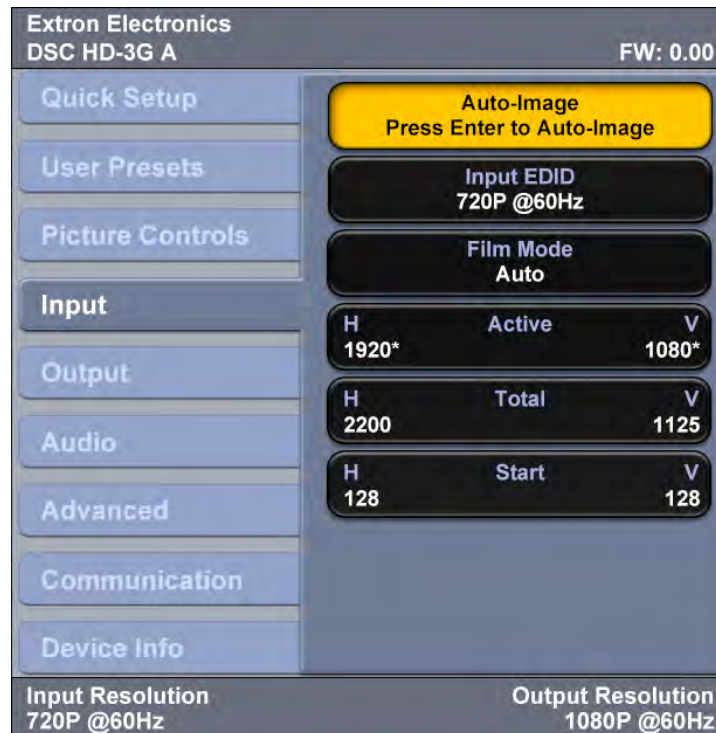 Extron Electronics
DSC HD-3G A FW: 0.00
Quick Setup
User Presets
Picture Controls
Input
Output
Audio
Advanced
Communication
Device Info
Auto-Image
Press Enter to Auto-Image
Input EDID
720P @60Hz
Film Mode
Auto
H Active V
1920* 1080*
H Total V
2200 1125
H Start V
128 128
Input Resolution Output Resolution
720P @60Hz 1080P @60Hz